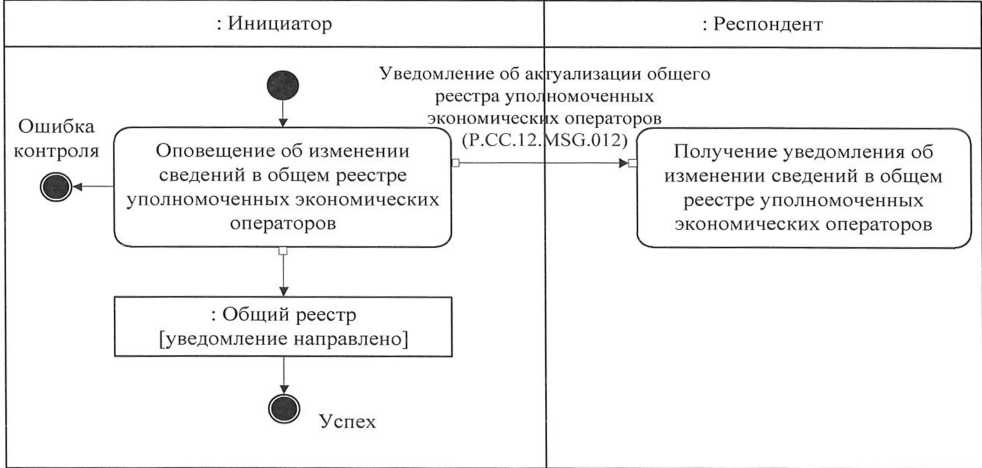 : Инициатор
: Респондент
Уведомление об актуализации общего
реестра уполномоченных
экономических операторов
(P.CC.12.MSG.012)
Ошибка
контроля
Оповещение об изменении
сведений в общем реестре
уполномоченных экономических
операторов
Получение уведомления об
изменении сведений в общем
реестре уполномоченных
экономических операторов
: Общий реестр
[уведомление направлено]
Успех